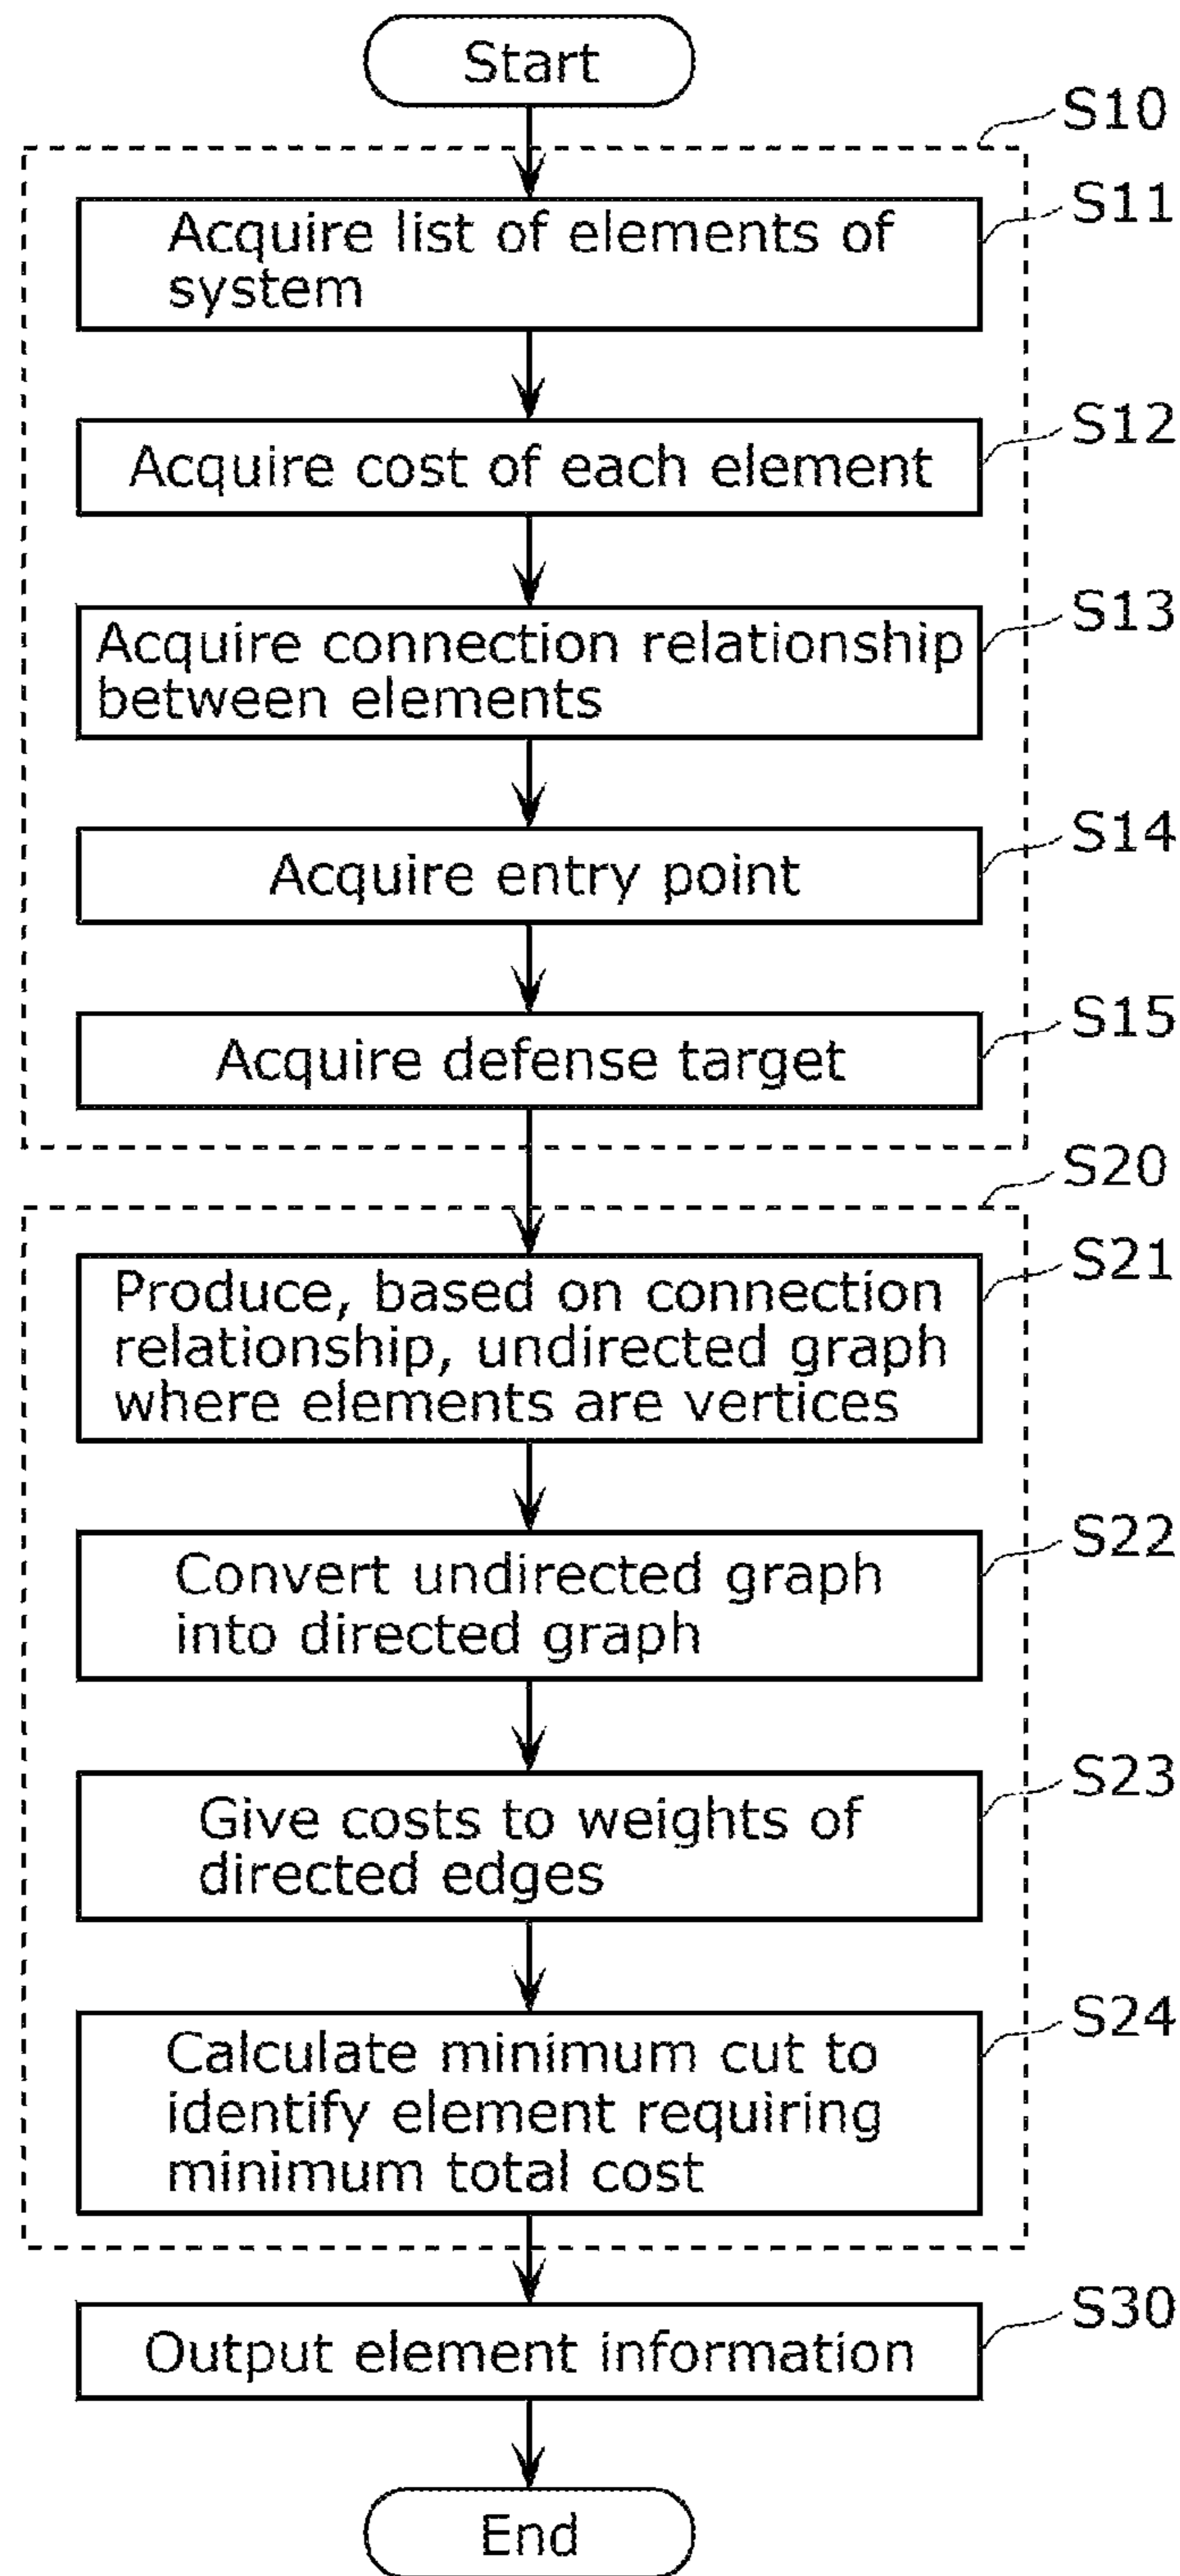 Start
S10
Acquire list of elements of
system
S11
Acquire cost of each element
S12
Acquire connection relationship
between elements
S13
Acquire entry point
S14
Acquire defense target
S15
S20
Produce, based on connection
relationship, undirected graph
where elements are vertices
S21
Convert undirected graph
into directed graph
S22
Give costs to weights of
directed edges
S23
Calculate minimum cut to
identify element requiring
minimum total cost
S24
Output element information
S30
End